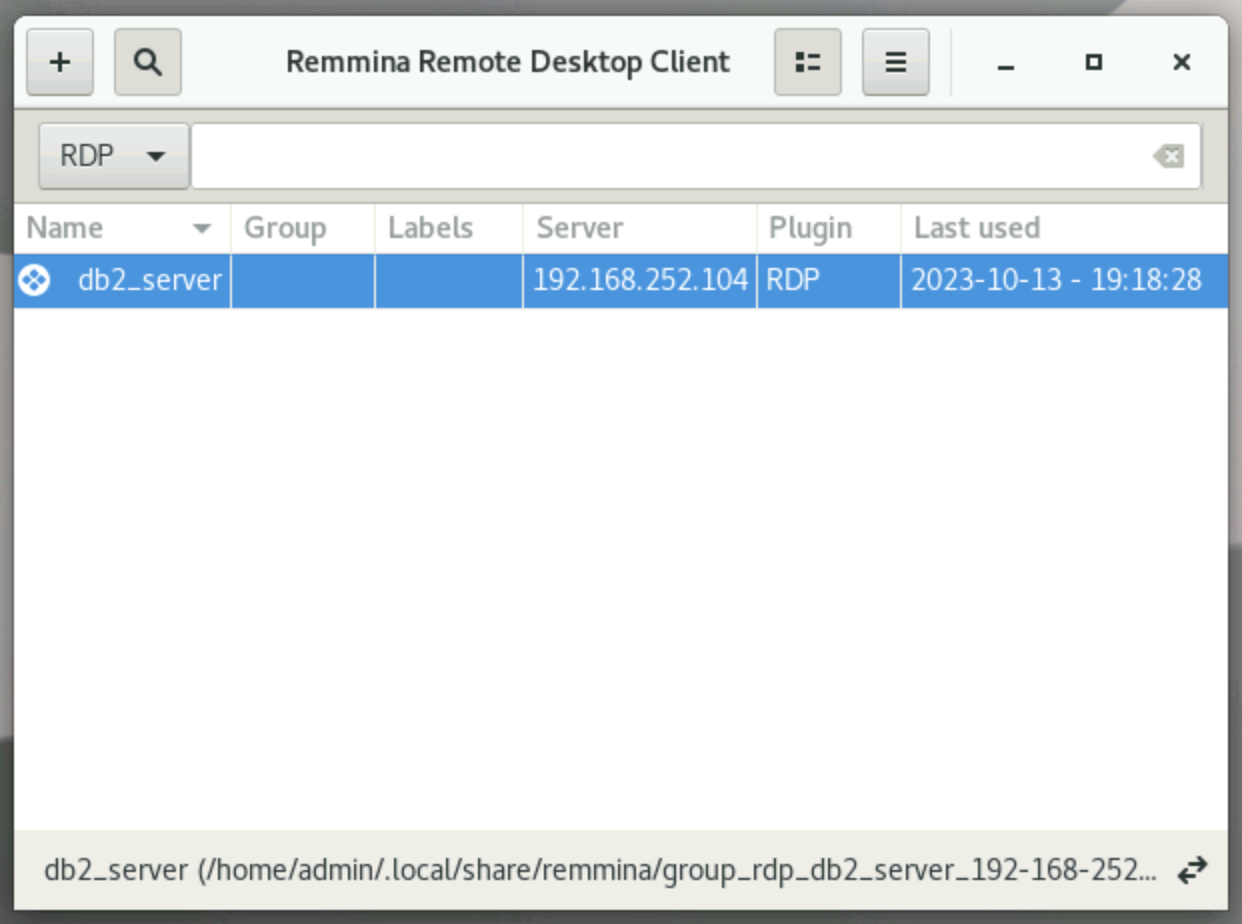 Remmina Remote Desktop Client
RDP
Name Group Labels Server Plugin Last used
db2_server 192.168.252.104 RDP 2023-10-13 - 19:18:28
db2_server (/home/admin/.local/share/remmina/group_rdp_db2_server_192-168-252...